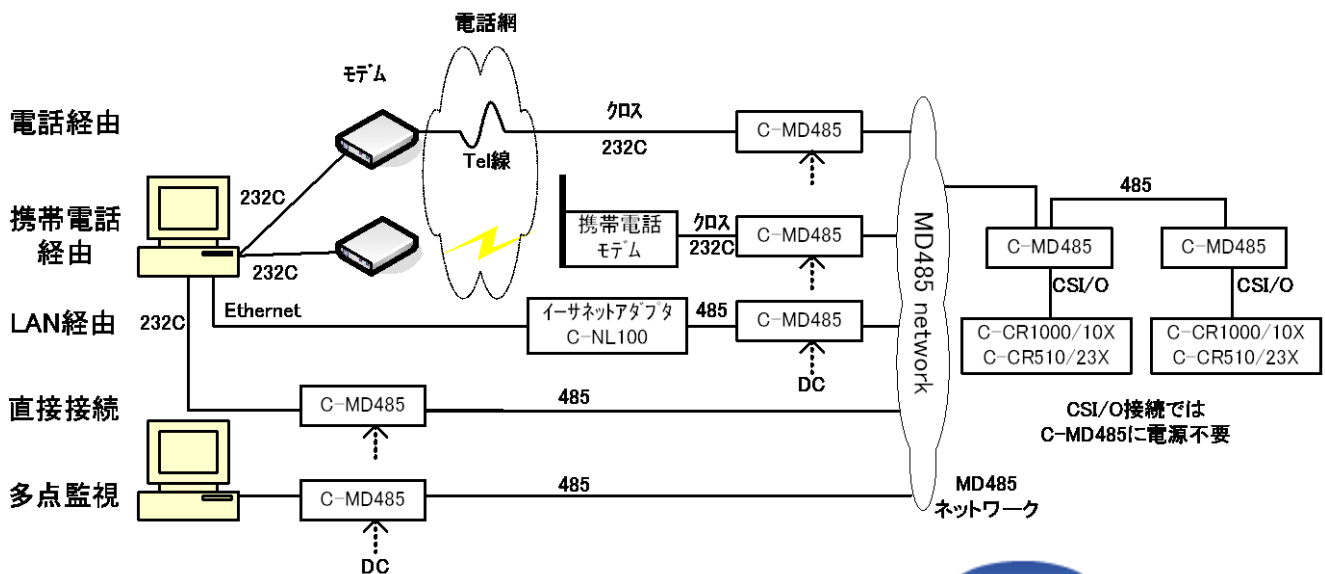 電話網
モデム
電話経由
クロス
232C
C-MD485
Tel線
232C
携帯電話
経由
232C
携帯電話
モデム
クロス
232C
C-MD485
MD485 network
485
C-MD485
C-MD485
CSI/O
CSI/O
C-CR1000/10X
C-CR510/23X
C-CR1000/10X
C-CR510/23X
LAN経由
232C
Ethernet
イーサネットアダプタ
C-NL100
485
C-MD485
DC
直接接続
C-MD485
485
CSI/O接続では
C-MD485に電源不要
多点監視
C-MD485
485
DC
MD485
ネットワーク